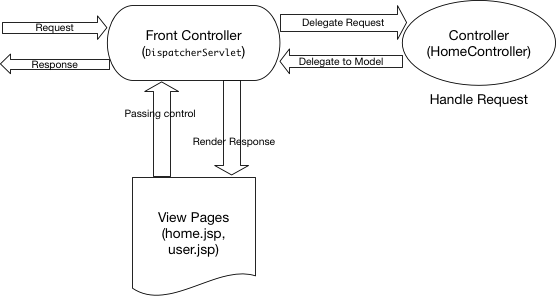 Request
Response
Front Controller
(DispatcherServlet)
Delegate Request
Delegate to Model
Controller
(HomeController)
Handle Request
Passing control
Render Response
View Pages
(home.jsp,
user.jsp)